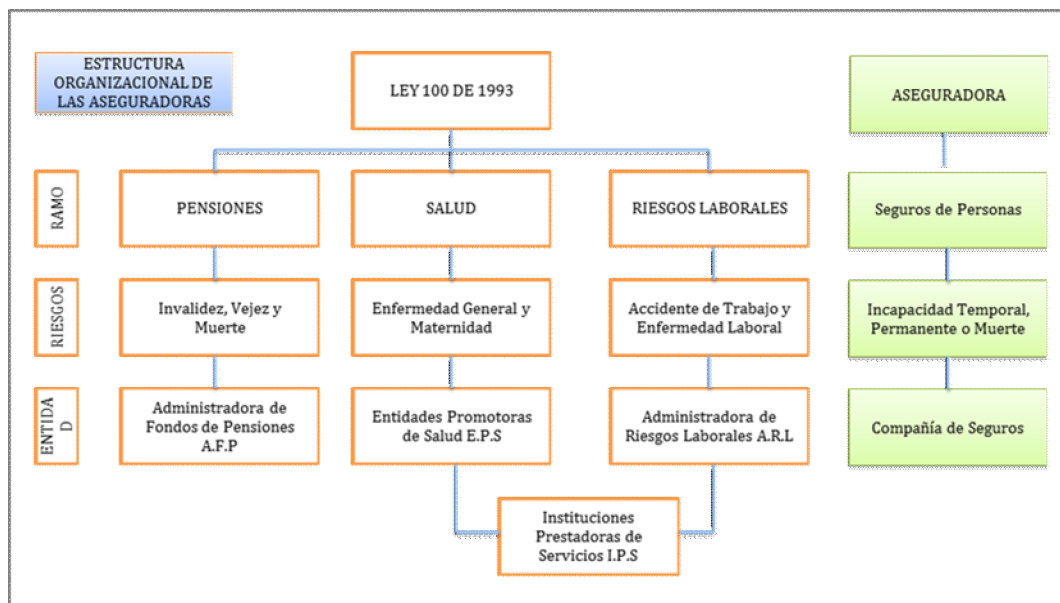 ESTRUCTURA
ORGANIZACIONAL DE
LAS ASEGURADORAS
LEY 100 DE 1993
ASEGURADORA
RAMO
PENSIONES
SALUD
RIESGOS LABORALES
Seguros de Personas
RIESGOS
Invalidez, Vejez y
Muerte
Enfermedad General y
Maternidad
Accidente de Trabajo y
Enfermedad Laboral
Incapacidad Temporal,
Permanente o Muerte
ENTIDA
D
Administradora de
Fondos de Pensiones
A.F.P
Entidades Promotoras
de Salud E.P.S
Administradora de
Riesgos Laborales A.R.L
Compañía de Seguros
Instituciones
Prestadoras de
Servicios I.P.S